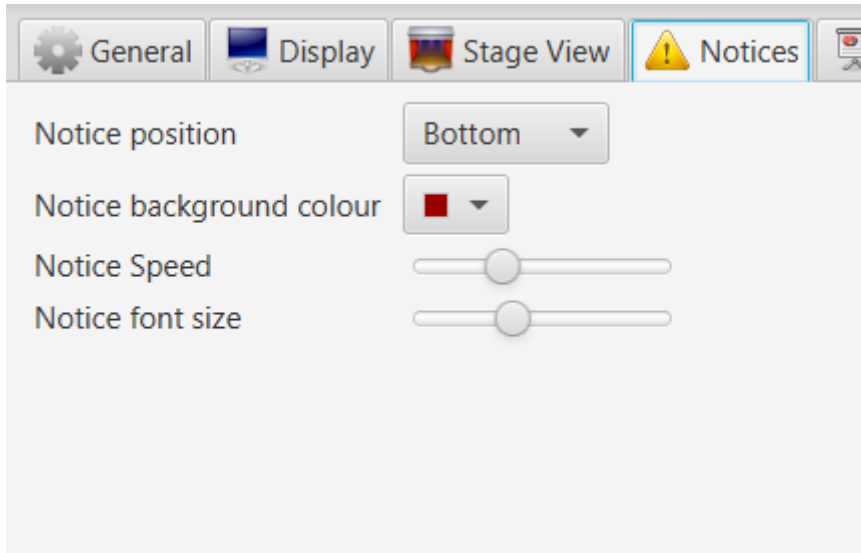 General Display Stage View Notices
Notice position Bottom
Notice background colour
Notice Speed
Notice font size